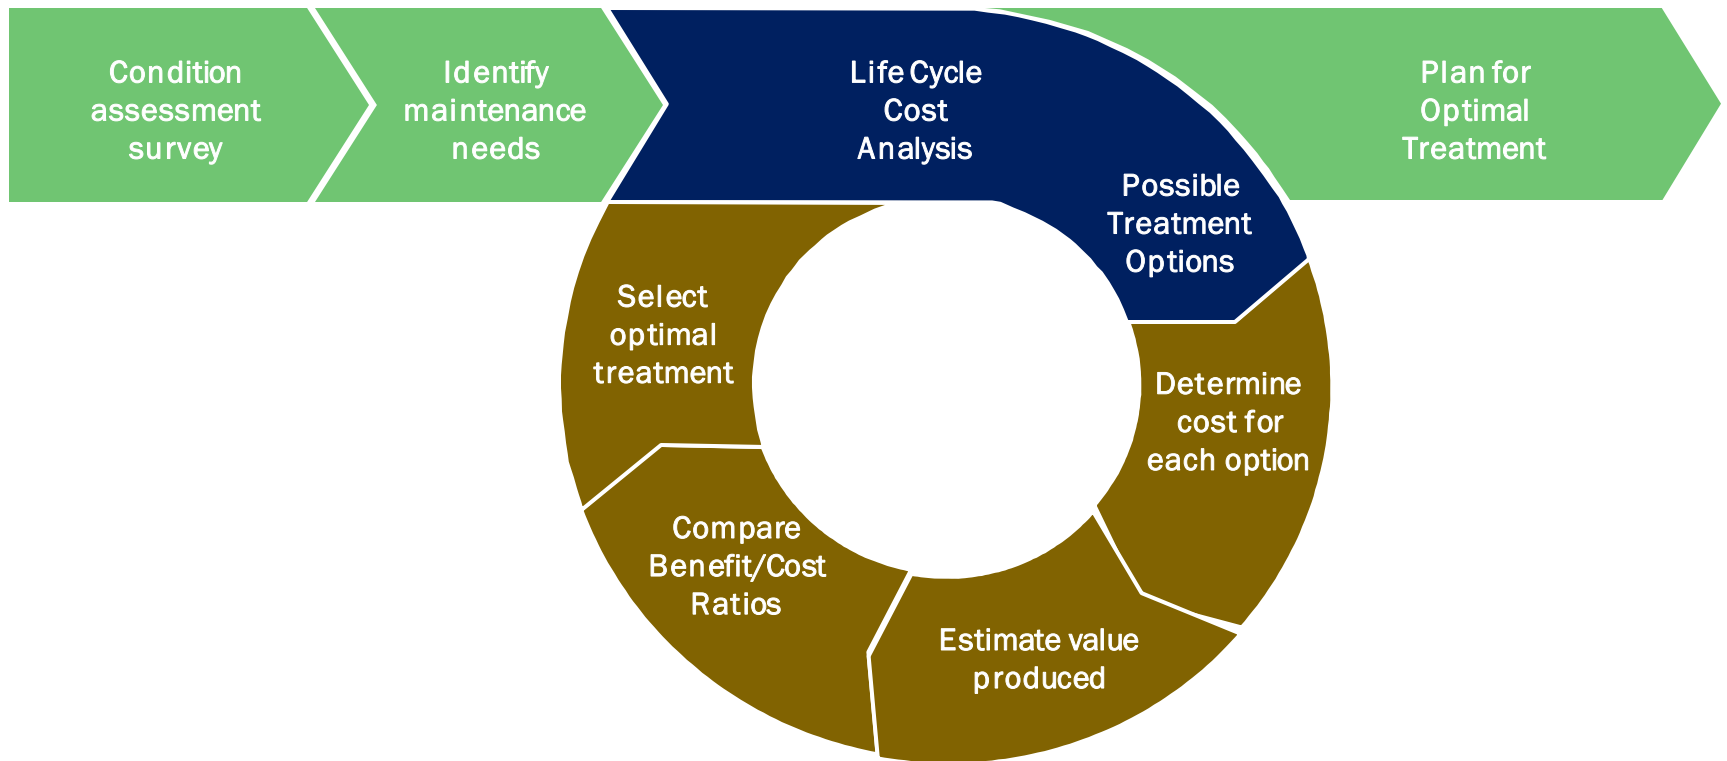 Condition
assessment
survey
Identify
maintenance
needs
Life Cycle
Cost
Analysis
Plan for
Optimal
Treatment
Possible
Treatment
Options
Determine
cost for
each option
Estimate value
produced
Compare
Benefit/Cost
Ratios
Select
optimal
treatment